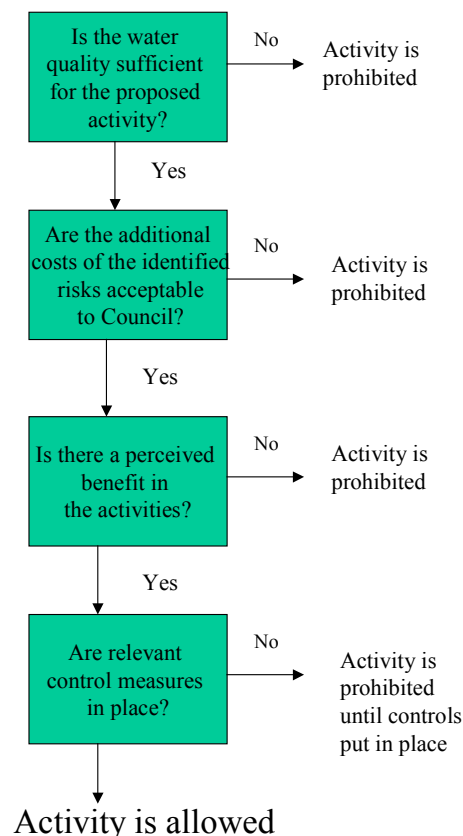 Is the water
quality sufficient
for the proposed
activity?
No
Activity is
prohibited
Yes
Are the additional
costs of the identified
risks acceptable
to Council?
No
Activity is
prohibited
Yes
Is there a perceived
benefit in
the activities?
No
Activity is
prohibited
Yes
Are relevant
control measures
in place?
No
Activity is
prohibited
until controls
put in place
Activity is allowed